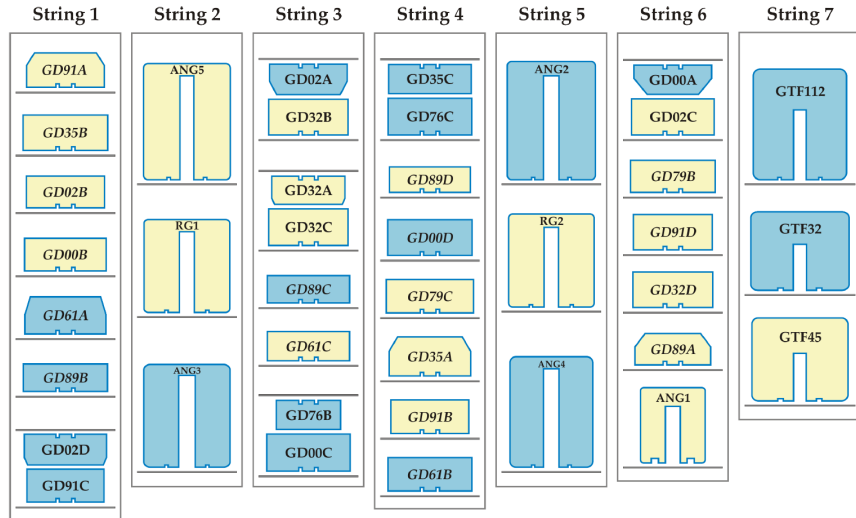 String 1
GD91A
GD35B
GD02B
GD00B
GD61A
GD89B
GD02D
GD91C
String 2
ANG5
RG1
ANG3
String 3
GD02A
GD32B
GD32A
GD32C
GD89C
GD61C
GD76B
GD00C
String 4
GD35C
GD76C
GD89D
GD00D
GD79C
GD35A
GD91B
GD61B
String 5
ANG2
RG2
ANG4
String 6
GD00A
GD02C
GD79B
GD91D
GD32D
GD89A
ANG1
String 7
GTF112
GTF32
GTF45